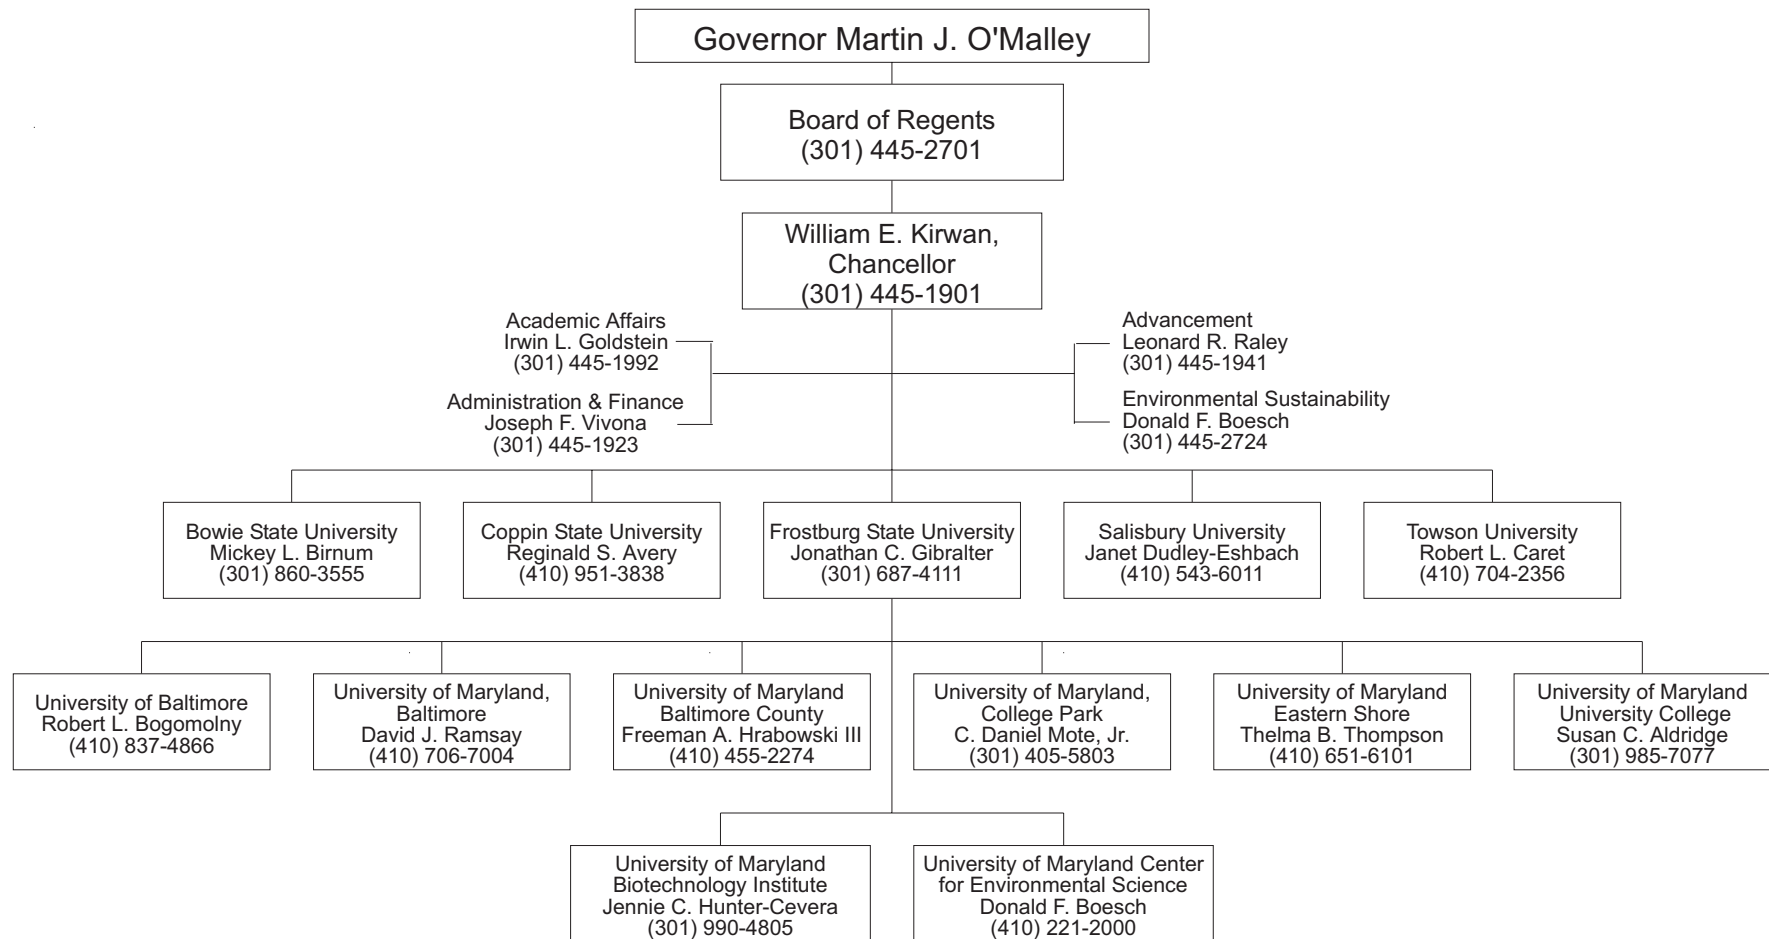 Governor Martin J. O'Malley
Board of Regents
(301) 445-2701
William E. Kirwan,
Chancellor
(301) 445-1901
Academic Affairs
Irwin L. Goldstein
(301) 445-1992
Administration & Finance
Joseph F. Vivona
(301) 445-1923
Advancement
Leonard R. Raley
(301) 445-1941
Environmental Sustainability
Donald F. Boesch
(301) 445-2724
Bowie State University
Mickey L. Birnum
(301) 860-3555
Coppin State University
Reginald S. Avery
(410) 951-3838
Frostburg State University
Jonathan C. Gibralter
(301) 687-4111
Salisbury University
Janet Dudley-Eshbach
(410) 543-6011
Towson University
Robert L. Caret
(410) 704-2356
University of Baltimore
Robert L. Bogomolny
(410) 837-4866
University of Maryland,
Baltimore
David J. Ramsay
(410) 706-7004
University of Maryland
Baltimore County
Freeman A. Hrabowski III
(410) 455-2274
University of Maryland,
College Park
C. Daniel Mote, Jr.
(301) 405-5803
University of Maryland
Eastern Shore
Thelma B. Thompson
(410) 651-6101
University of Maryland
University College
Susan C. Aldridge
(301) 985-7077
University of Maryland
Biotechnology Institute
Jennie C. Hunter-Cevera
(301) 990-4805
University of Maryland Center
for Environmental Science
Donald F. Boesch
(410) 221-2000